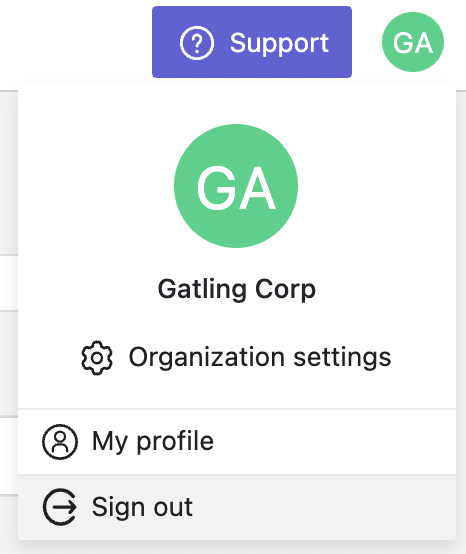 Support
GA
GA
Gatling Corp
Organization settings
My profile
Sign out